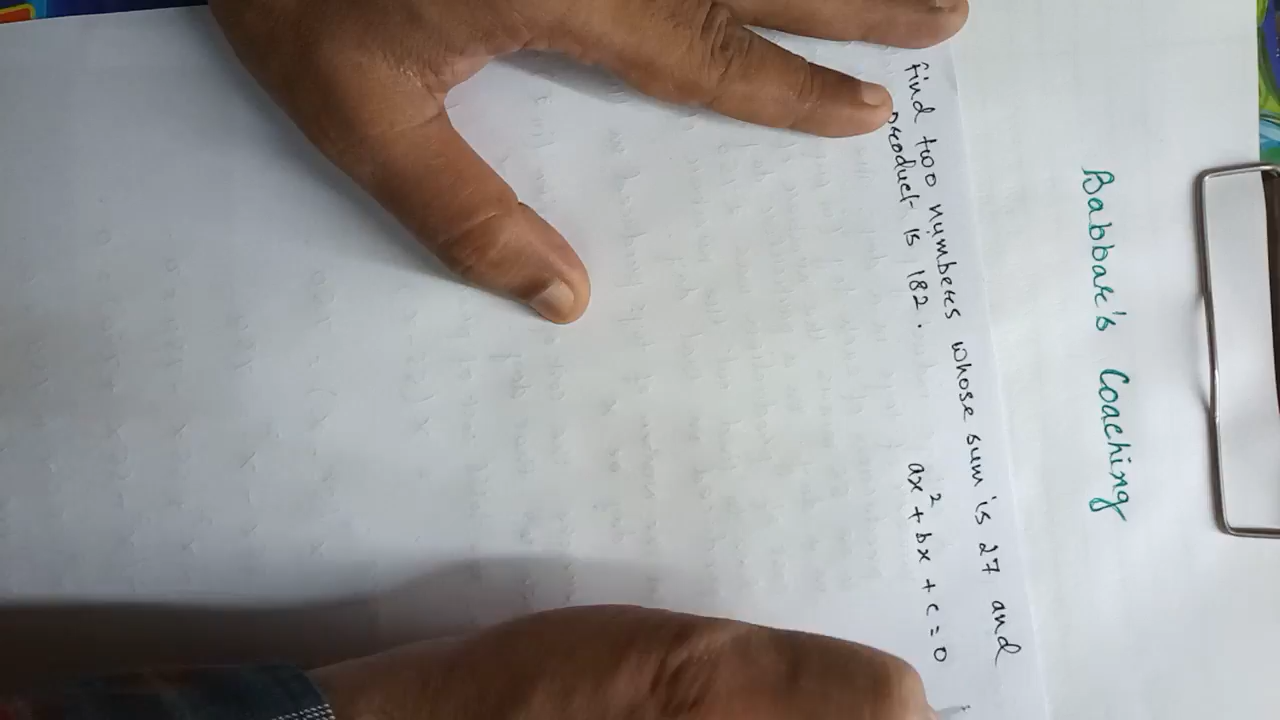 Babbar's Coaching
Find two numbers whose sum is 27 and
product is 182.
ax² + bx + c = 0